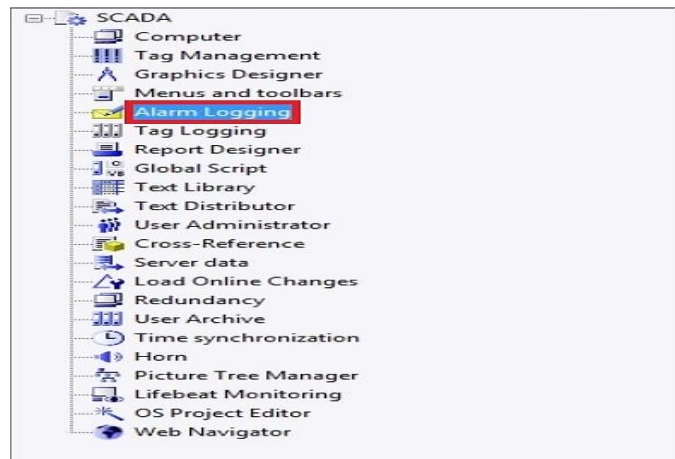 SCADA
Computer
Tag Management
Graphics Designer
Menus and toolbars
Alarm Logging
Tag Logging
Report Designer
Global Script
Text Library
Text Distributor
User Administrator
Cross-Reference
Server data
Load Online Changes
Redundancy
User Archive
Time synchronization
Horn
Picture Tree Manager
Lifebeat Monitoring
OS Project Editor
Web Navigator